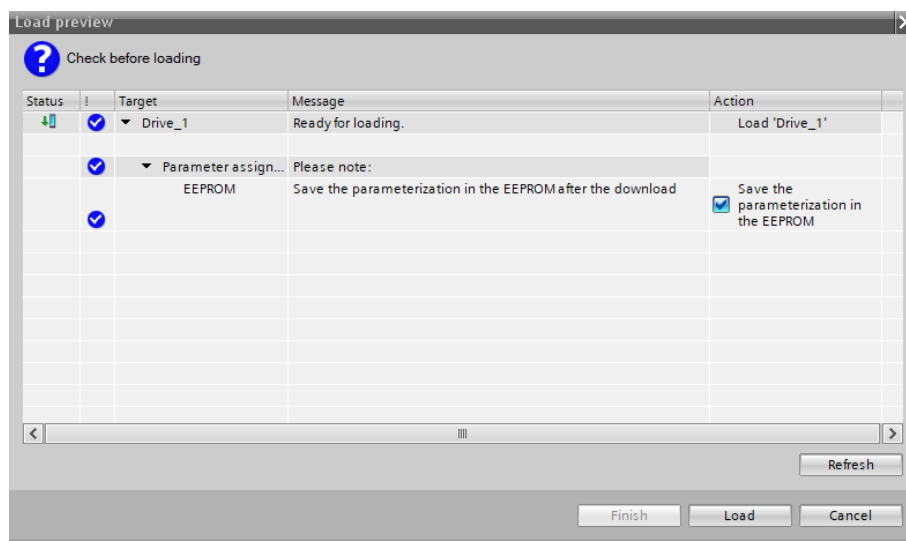 Load preview
Check before loading
Status ! Target Message Action
Drive_1 Ready for loading. Load 'Drive_1'
Parameter assign... Please note:
EEPROM Save the parameterization in the EEPROM after the download Save the
parameterization in
the EEPROM
Refresh
Finish Load Cancel